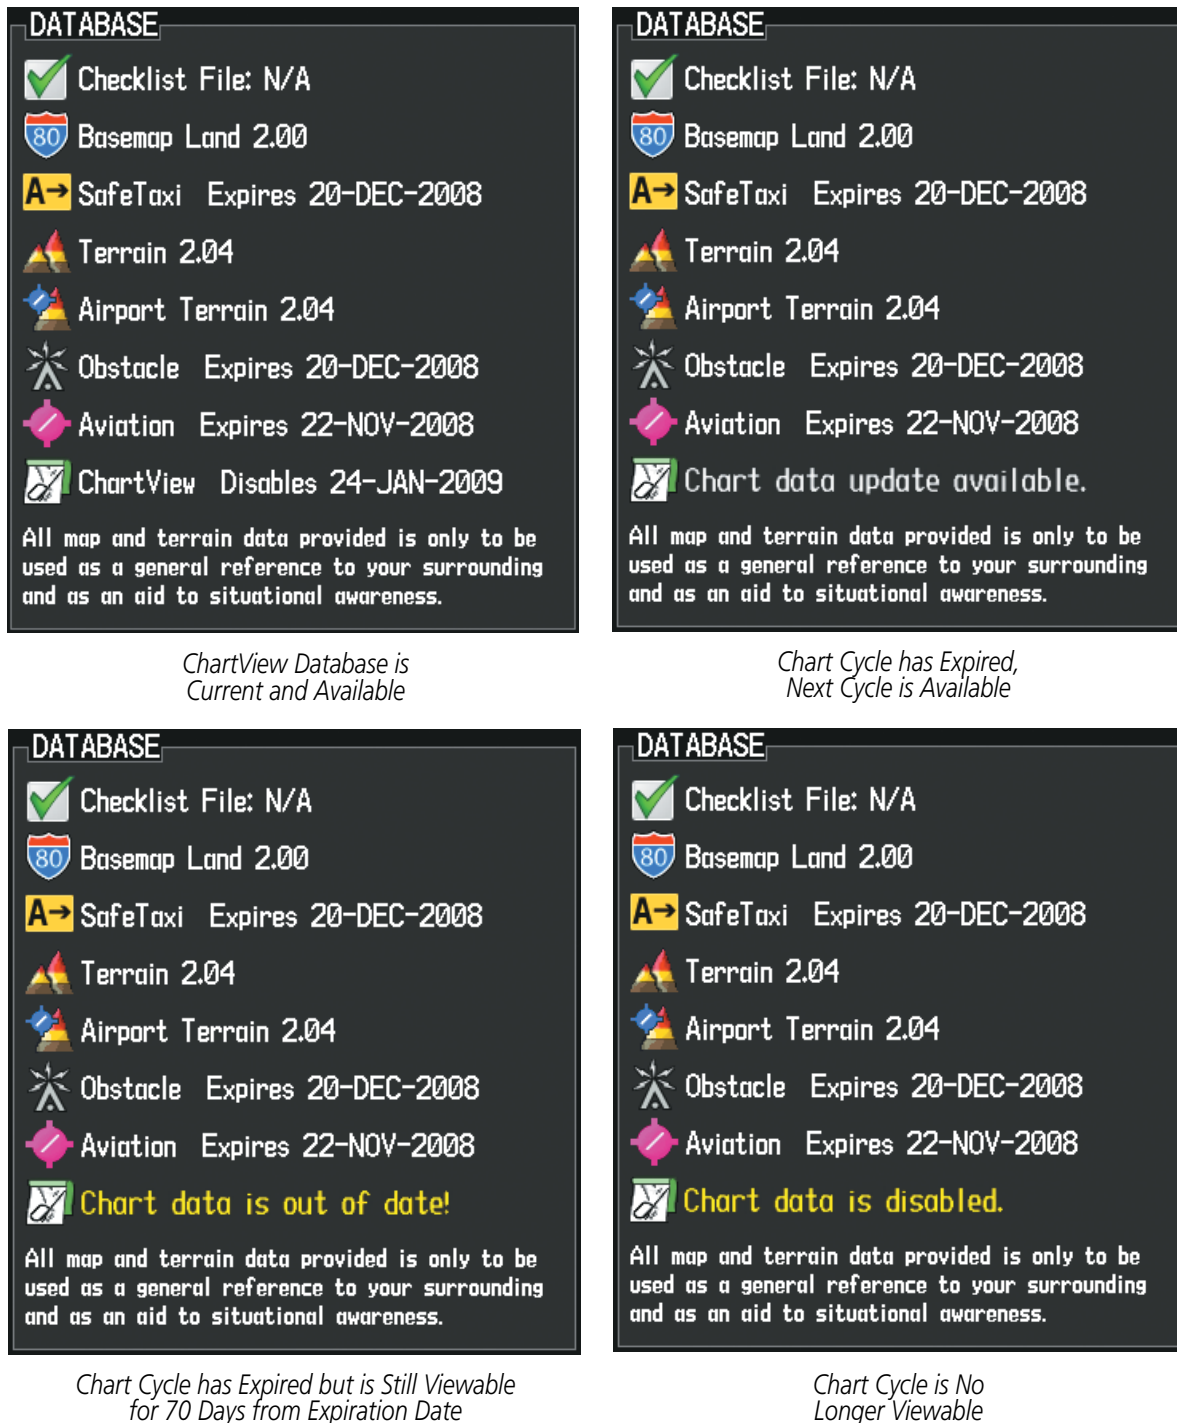 DATABASE
Checklist File: N/A
80
Basemap Land 2.00
A→ SafeTaxi Expires 20-DEC-2008
Terrain 2.04
Airport Terrain 2.04
Obstacle Expires 20-DEC-2008
Aviation Expires 22-NOV-2008
ChartView Disables 24-JAN-2009
All map and terrain data provided is only to be
used as a general reference to your surrounding
and as an aid to situational awareness.
ChartView Database is
Current and Available
DATABASE
Checklist File: N/A
80
Basemap Land 2.00
A→ SafeTaxi Expires 20-DEC-2008
Terrain 2.04
Airport Terrain 2.04
Obstacle Expires 20-DEC-2008
Aviation Expires 22-NOV-2008
Chart data update available.
All map and terrain data provided is only to be
used as a general reference to your surrounding
and as an aid to situational awareness.
Chart Cycle has Expired,
Next Cycle is Available
DATABASE
Checklist File: N/A
80
Basemap Land 2.00
A→ SafeTaxi Expires 20-DEC-2008
Terrain 2.04
Airport Terrain 2.04
Obstacle Expires 20-DEC-2008
Aviation Expires 22-NOV-2008
Chart data is out of date!
All map and terrain data provided is only to be
used as a general reference to your surrounding
and as an aid to situational awareness.
Chart Cycle has Expired but is Still Viewable
for 70 Days from Expiration Date
DATABASE
Checklist File: N/A
80
Basemap Land 2.00
A→ SafeTaxi Expires 20-DEC-2008
Terrain 2.04
Airport Terrain 2.04
Obstacle Expires 20-DEC-2008
Aviation Expires 22-NOV-2008
Chart data is disabled.
All map and terrain data provided is only to be
used as a general reference to your surrounding
and as an aid to situational awareness.
Chart Cycle is No
Longer Viewable